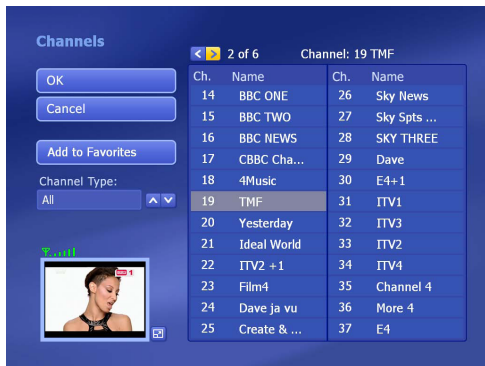 Channels
2 of 6 Channel: 19 TMF
OK
Cancel
Add to Favorites
Channel Type:
All
Ch. Name Ch. Name
14 BBC ONE 26 Sky News
15 BBC TWO 27 Sky Spts ...
16 BBC NEWS 28 SKY THREE
17 CBBC Cha... 29 Dave
18 4Music 30 E4+1
19 TMF 31 ITV1
20 Yesterday 32 ITV3
21 Ideal World 33 ITV2
22 ITV2 +1 34 ITV4
23 Film4 35 Channel 4
24 Dave ja vu 36 More 4
25 Create & ... 37 E4